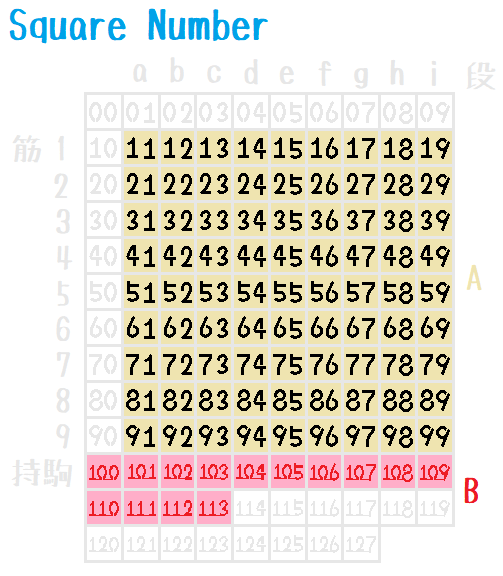 Square Number
a b c d e f g h i 段
00 01 02 03 04 05 06 07 08 09
筋 1 10 11 12 13 14 15 16 17 18 19
2 20 21 22 23 24 25 26 27 28 29
3 30 31 32 33 34 35 36 37 38 39
4 40 41 42 43 44 45 46 47 48 49 A
5 50 51 52 53 54 55 56 57 58 59
6 60 61 62 63 64 65 66 67 68 69
7 70 71 72 73 74 75 76 77 78 79
8 80 81 82 83 84 85 86 87 88 89
9 90 91 92 93 94 95 96 97 98 99
持駒 100 101 102 103 104 105 106 107 108 109 B
110 111 112 113 114 115 116 117 118 119
120 121 122 123 124 125 126 127